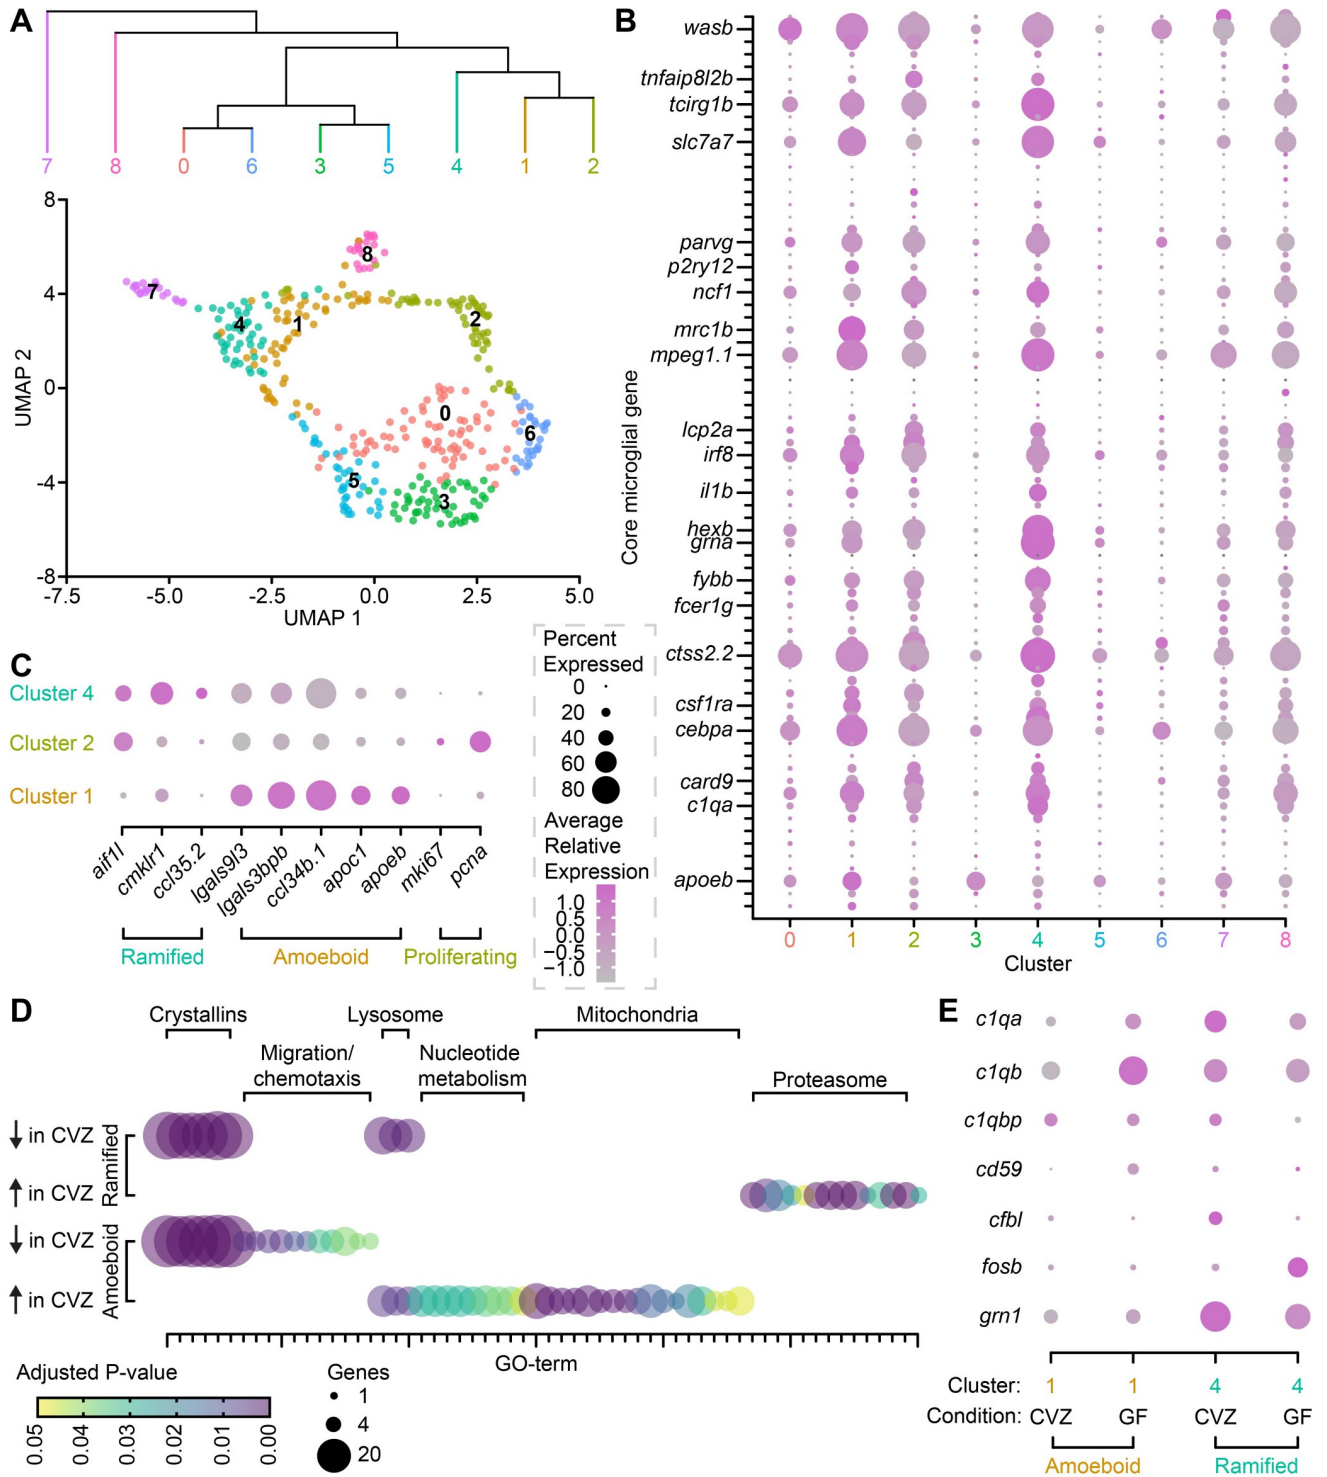 A
7 8 0 6 3 5 4 1 2
8
4
0
-4
-8
UMAP 2
-7.5 -5.0 -2.5 0.0 2.5 5.0
UMAP 1
8
7
4 1 2
0
6
5
3
B
Core microglial gene
wasb
tnfaip8l2b
tcirg1b
slc7a7
parvg
p2ry12
ncf1
mrc1b
mpeg1.1
lcp2a
irf8
il1b
hexb
grna
fybb
fcer1g
ctss2.2
csf1ra
cebpa
card9
c1qa
apoeb
0 1 2 3 4 5 6 7 8
Cluster
C
Cluster 4
Cluster 2
Cluster 1
aif1l cmklr1 ccl35.2 lgals9l3 lgals3bpb ccl34b.1 apoc1 apoeb mki67 pcna
Ramified Amoeboid Proliferating
Percent
Expressed
0
20
40
60
80
Average
Relative
Expression
1.0
0.5
0.0
−0.5
−1.0
D
Crystallins Lysosome Mitochondria
Migration/
chemotaxis
Nucleotide
metabolism
Proteasome
↓ in CVZ
↑ in CVZ
Ramified
↓ in CVZ
↑ in CVZ
Amoeboid
GO-term
Adjusted P-value
0.05 0.04 0.03 0.02 0.01 0.00
Genes
1
4
20
E
c1qa
c1qb
c1qbp
cd59
cfbl
fosb
grn1
Cluster: 1 1 4 4
Condition: CVZ GF CVZ GF
Amoeboid Ramified